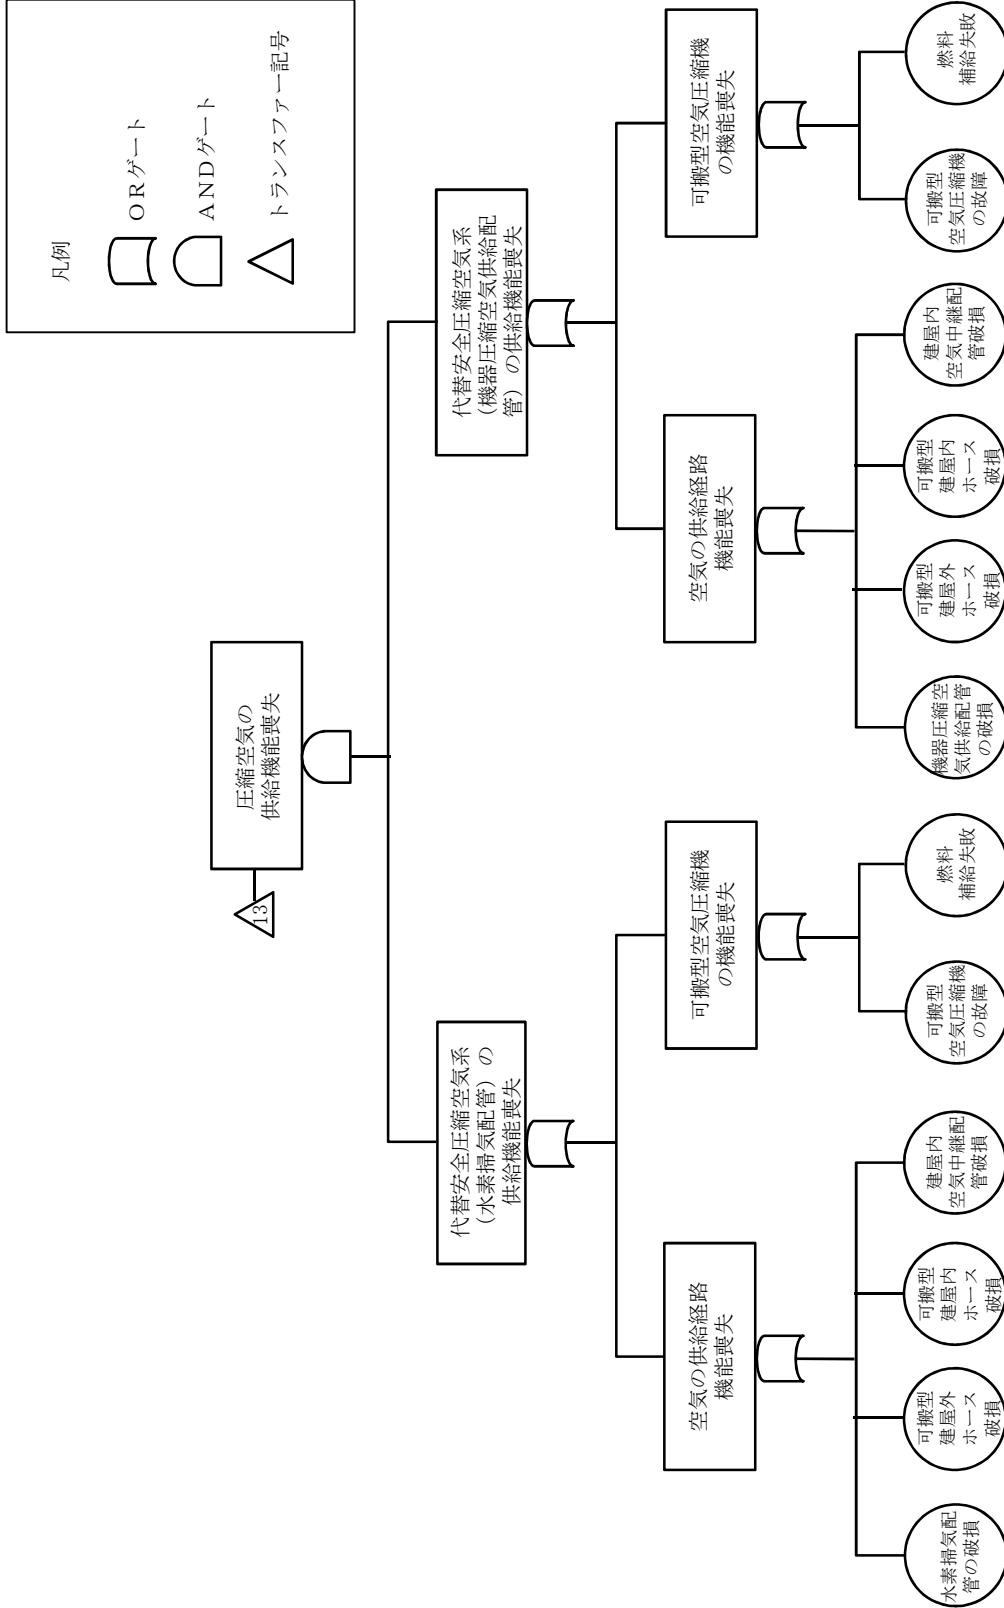 凡例
ORゲート
ANDゲート
トランスファー記号
13
圧縮空気の
供給機能喪失
代替安全圧縮空気系
(水素掃気配管)の
供給機能喪失
代替安全圧縮空気系
(機器圧縮空気供給配
管)の供給機能喪失
空気の供給経路
機能喪失
可搬型空気圧縮機
の機能喪失
空気の供給経路
機能喪失
可搬型空気圧縮機
の機能喪失
水素掃気配
管の破損
可搬型
建屋外
ホース
破損
可搬型
建屋内
ホース
破損
建屋内
空気中継配
管破損
可搬型
空気圧縮機
の故障
燃料
補給失敗
機器圧縮空
気供給配管
の破損
可搬型
建屋外
ホース
破損
可搬型
建屋内
ホース
破損
建屋内
空気中継配
管破損
可搬型
空気圧縮機
の故障
燃料
補給失敗